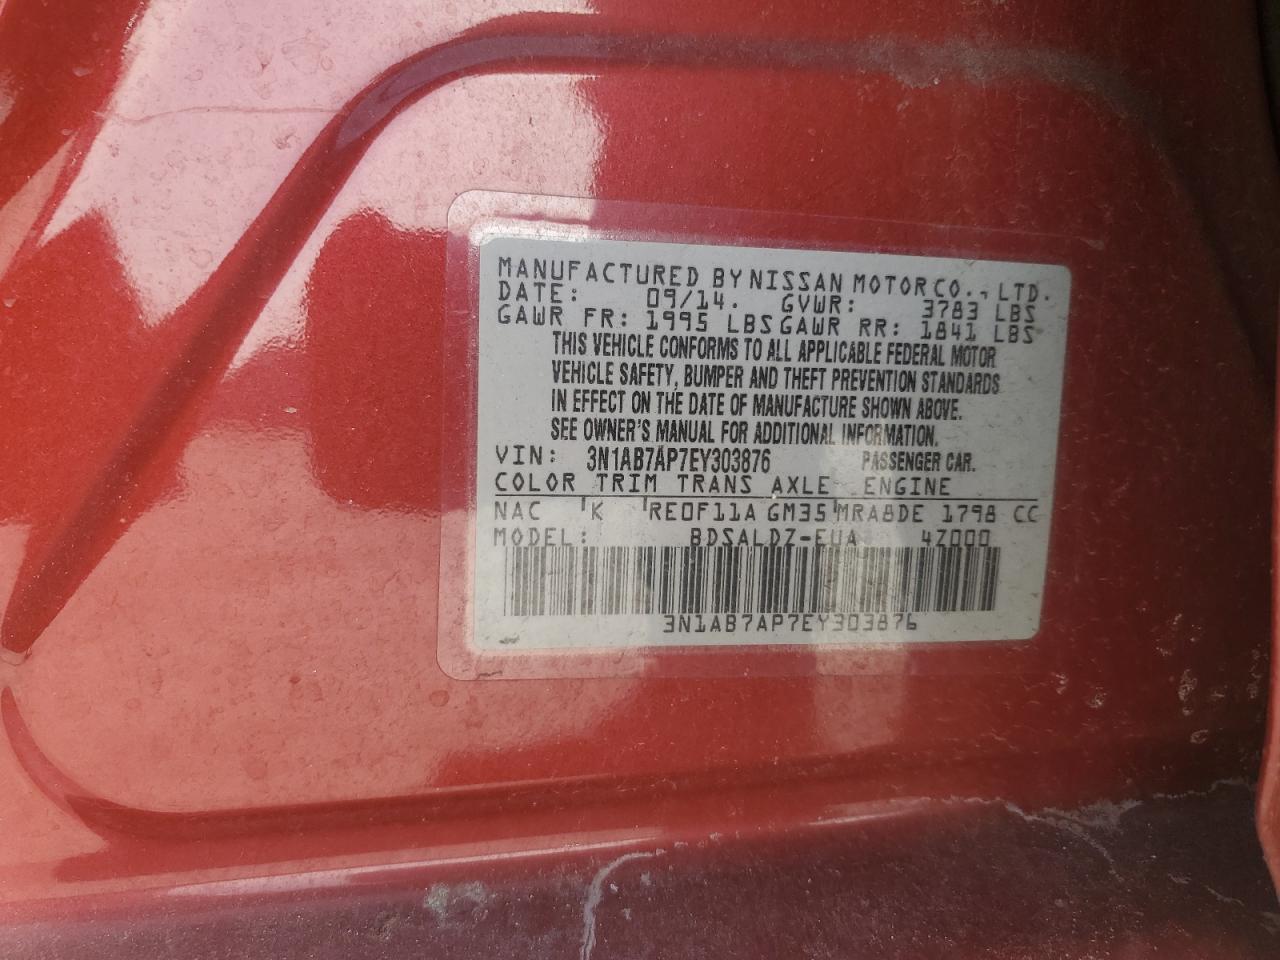 MANUFACTURED BY NISSAN MOTOR CO., LTD.
DATE: 09/14. GVWR: 3783 LBS
GAWR FR: 1995 LBS GAWR RR: 1841 LBS
THIS VEHICLE CONFORMS TO ALL APPLICABLE FEDERAL MOTOR
VEHICLE SAFETY, BUMPER AND THEFT PREVENTION STANDARDS
IN EFFECT ON THE DATE OF MANUFACTURE SHOWN ABOVE.
SEE OWNER'S MANUAL FOR ADDITIONAL INFORMATION.
VIN: 3N1AB7AP7EY303876 PASSENGER CAR.
COLOR TRIM TRANS AXLE ENGINE
NAC K RE0F11A GM35 MRA8DE 1798 CC
MODEL: BDSALDZ-EUA 4Z000
3N1AB7AP7EY303876